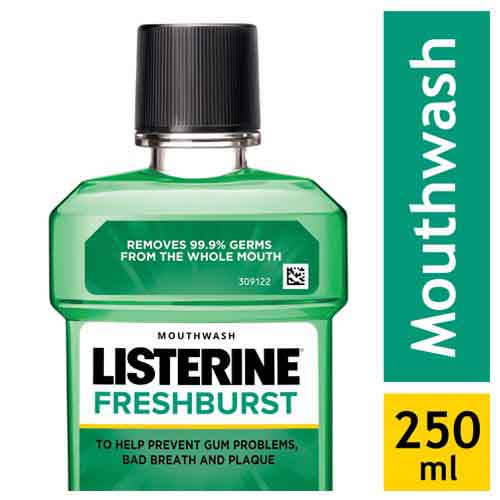 REMOVES 99.9% GERMS
FROM THE WHOLE MOUTH
309122
MOUTHWASH
LISTERINE®
FRESHBURST
TO HELP PREVENT GUM PROBLEMS,
BAD BREATH AND PLAQUE
Mouthwash
250
ml